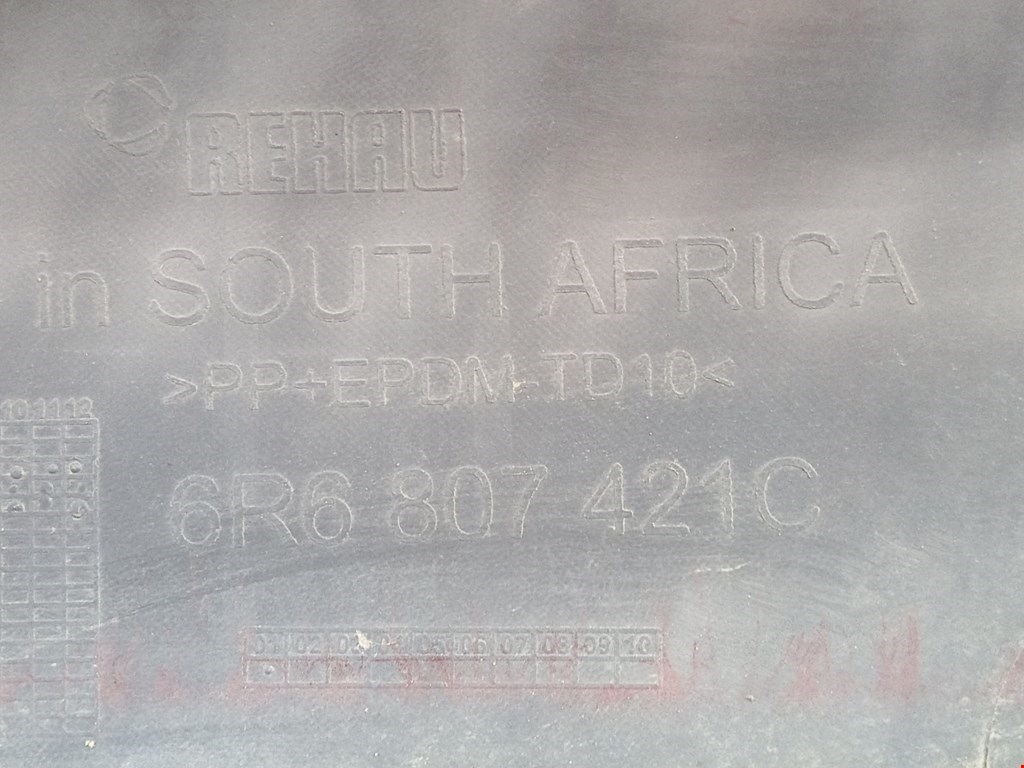 REHAU
in SOUTH AFRICA
>PP+EPDM-TD10<
10 11 12
6R6 807 421C
01 02 03 04 05 06 07 08 09 10